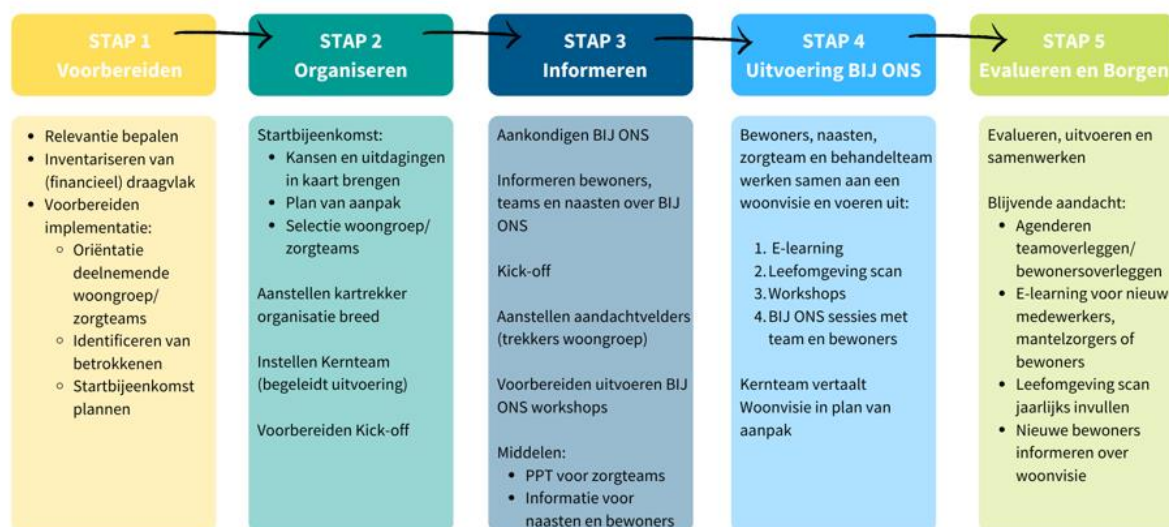 STAP 1
Voorbereiden
STAP 2
Organiseren
STAP 3
Informeren
STAP 4
Uitvoering BIJ ONS
STAP 5
Evalueren en Borgen
• Relevantie bepalen
• Inventariseren van
(financieel) draagvlak
• Voorbereiden
implementatie:
○ Oriëntatie
deelnemende
woongroep/
zorgteams
○ Identificeren van
betrokkenen
○ Startbijeenkomst
plannen
Startbijeenkomst:
• Kansen en uitdagingen
in kaart brengen
• Plan van aanpak
• Selectie woongroep/
zorgteams
Aanstellen kartrekker
organisatie breed
Instellen Kernteam
(begeleidt uitvoering)
Voorbereiden Kick-off
Aankondigen BIJ ONS
Informeren bewoners,
teams en naasten over BIJ
ONS
Kick-off
Aanstellen aandachtvelders
(trekkers woongroep)
Voorbereiden uitvoeren BIJ
ONS workshops
Middelen:
• PPT voor zorgteams
• Informatie voor
naasten en bewoners
Bewoners, naasten,
zorgteam en behandelteam
werken samen aan een
woonvisie en voeren uit:
1. E-learning
2. Leefomgeving scan
3. Workshops
4. BIJ ONS sessies met
team en bewoners
Kernteam vertaalt
Woonvisie in plan van
aanpak
Evalueren, uitvoeren en
samenwerken
Blijvende aandacht:
• Agenderen
teamoverleggen/
bewonersoverleggen
• E-learning voor nieuw
medewerkers,
mantelzorgers of
bewoners
• Leefomgeving scan
jaarlijks invullen
• Nieuwe bewoners
informeren over
woonvisie